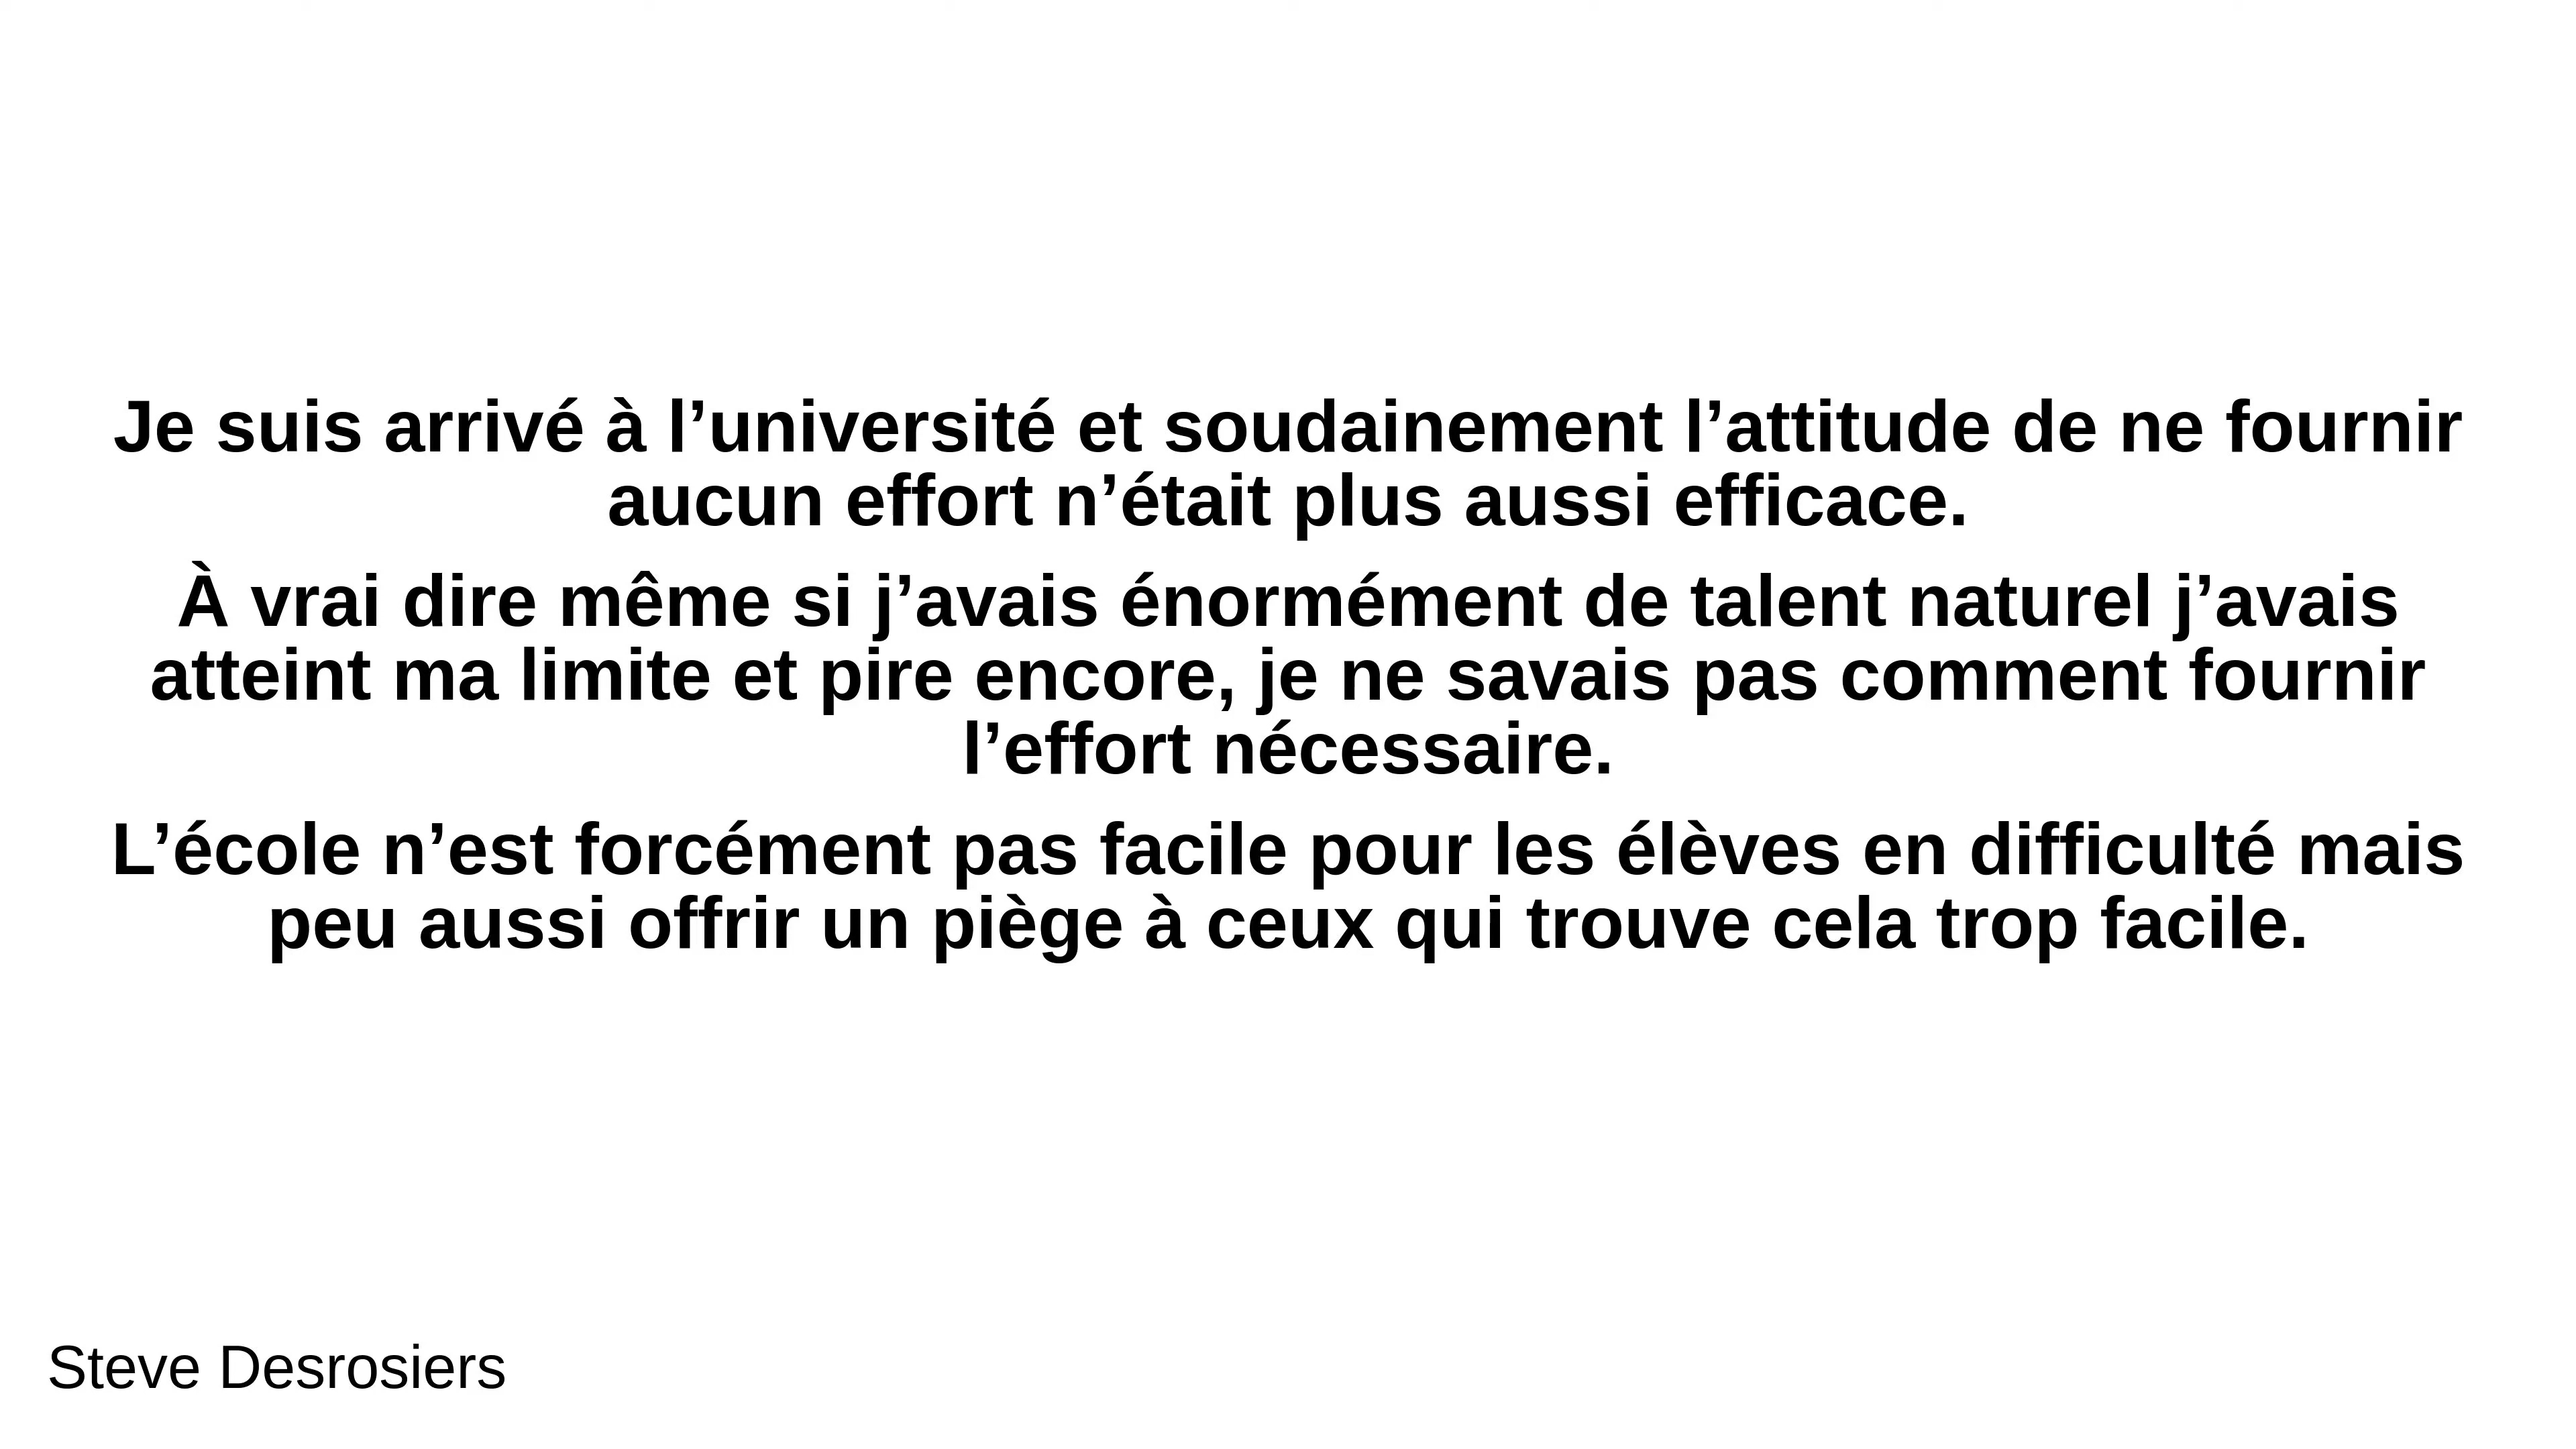 Je suis arrivé à l’université et soudainement l’attitude de ne fournir
aucun effort n’était plus aussi efficace.
À vrai dire même si j’avais énormément de talent naturel j’avais
atteint ma limite et pire encore, je ne savais pas comment fournir
l’effort nécessaire.
L’école n’est forcément pas facile pour les élèves en difficulté mais
peu aussi offrir un piège à ceux qui trouve cela trop facile.
Steve Desrosiers